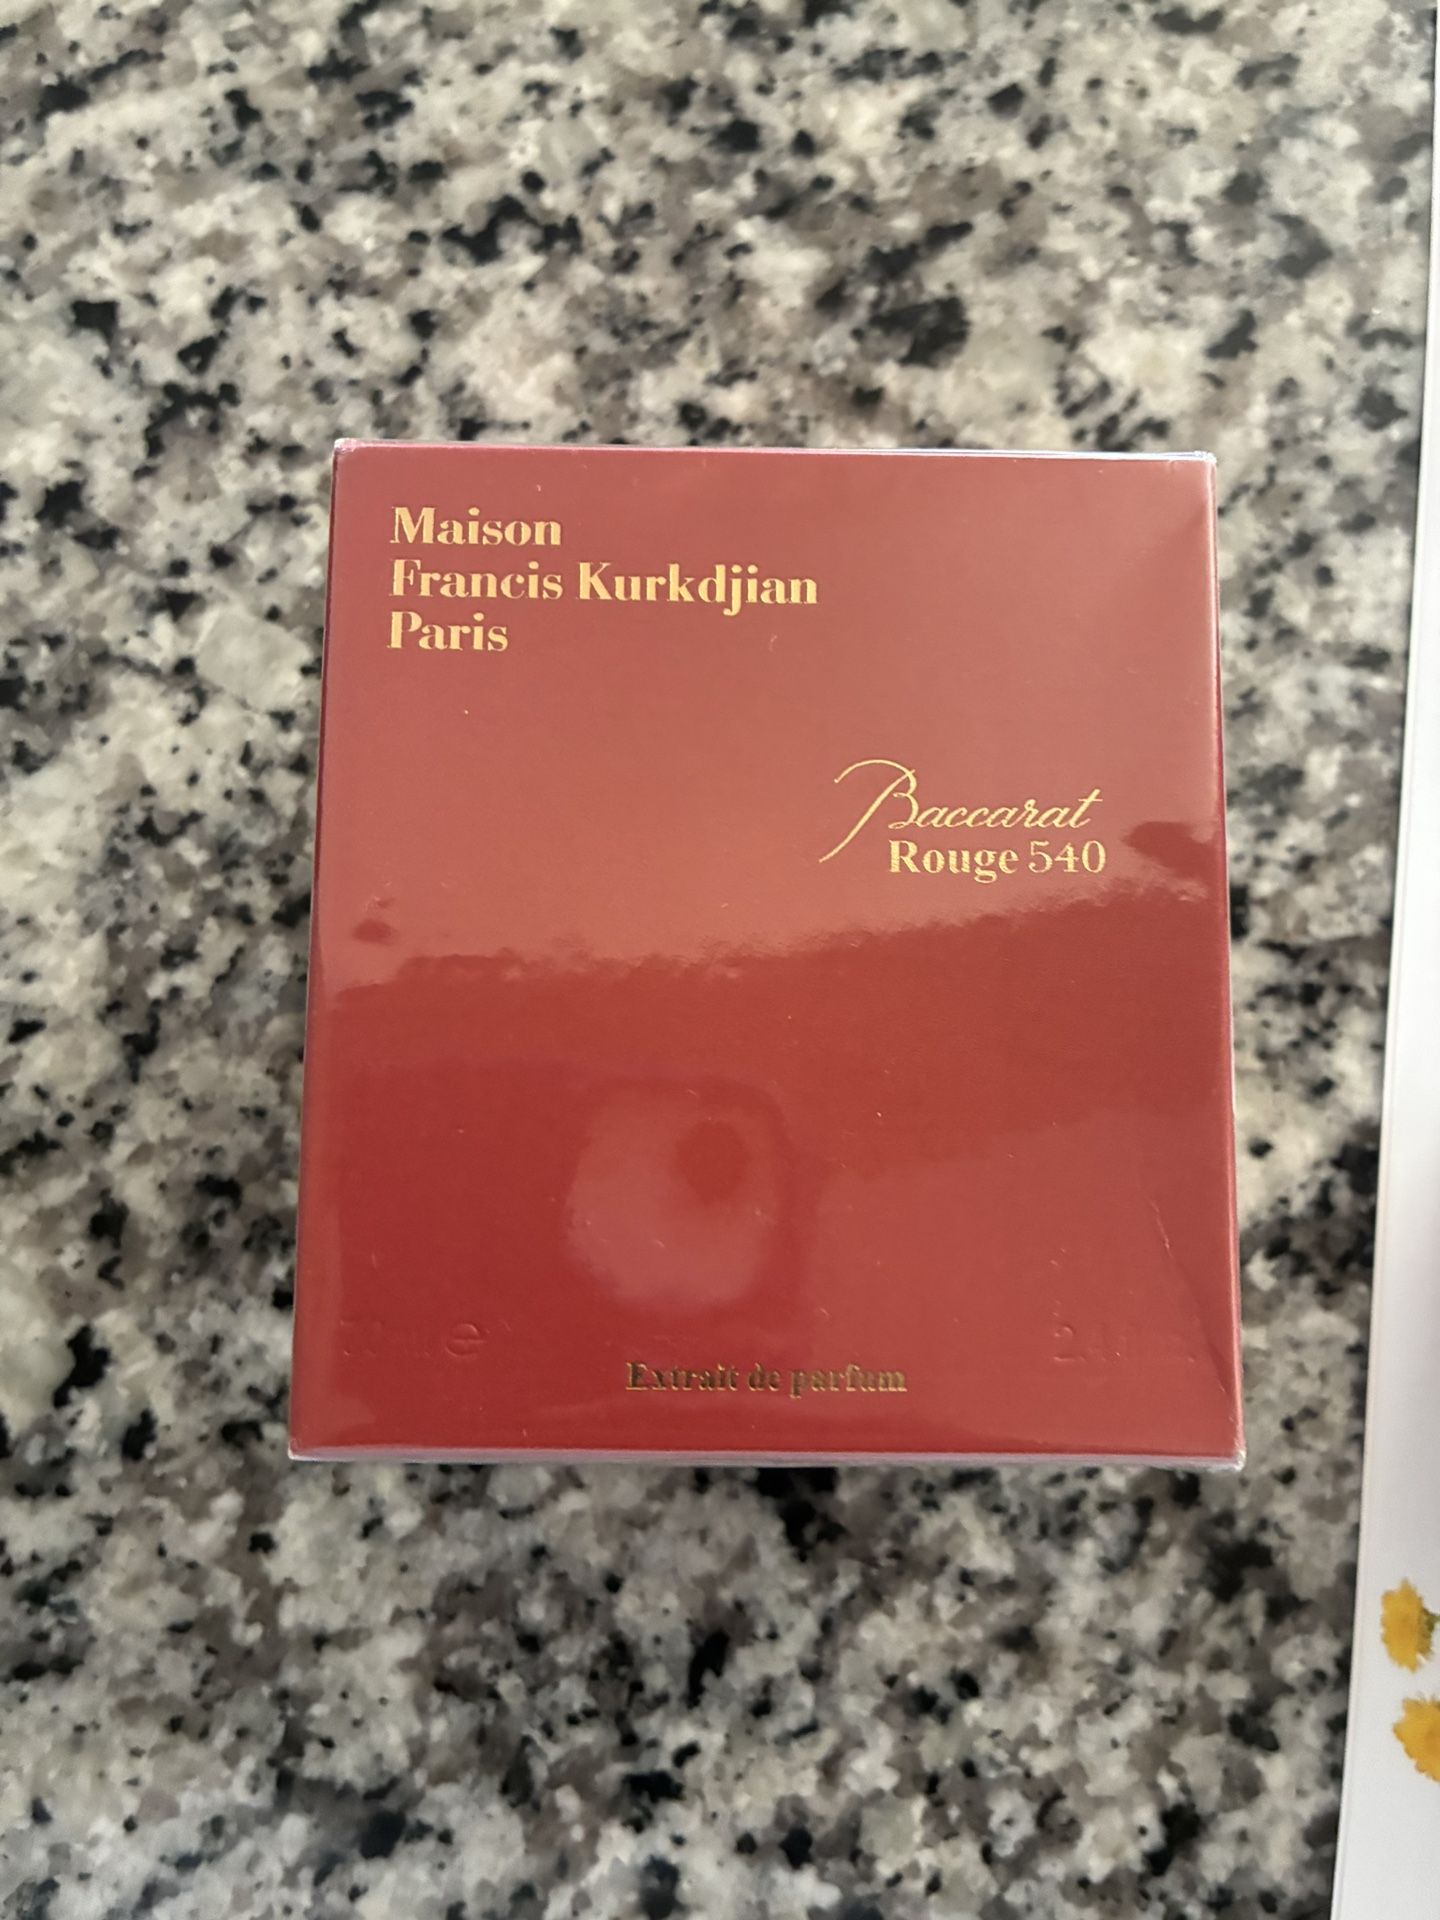 Maison
Francis Kurkdjian
Paris
Baccarat
Rouge 540
Extrait de parfum